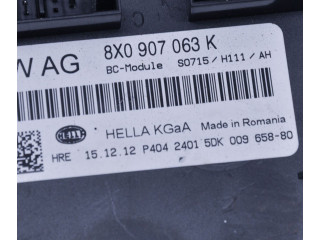 W AG 8X0 907 063 K
BC-Module S0715 / H111 / AH
HELLA HELLA KGaA Made in Romania
HRE 15.12.12 P404 2401 5DK 009 658-80